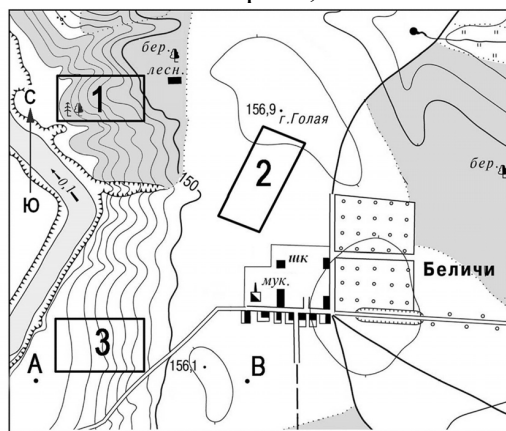 бер.
лесн.
1
С
156,9
г.Голая
0,1
2
150
Ю
бер.
шк
Беличи
мук.
3
А
156,1
В